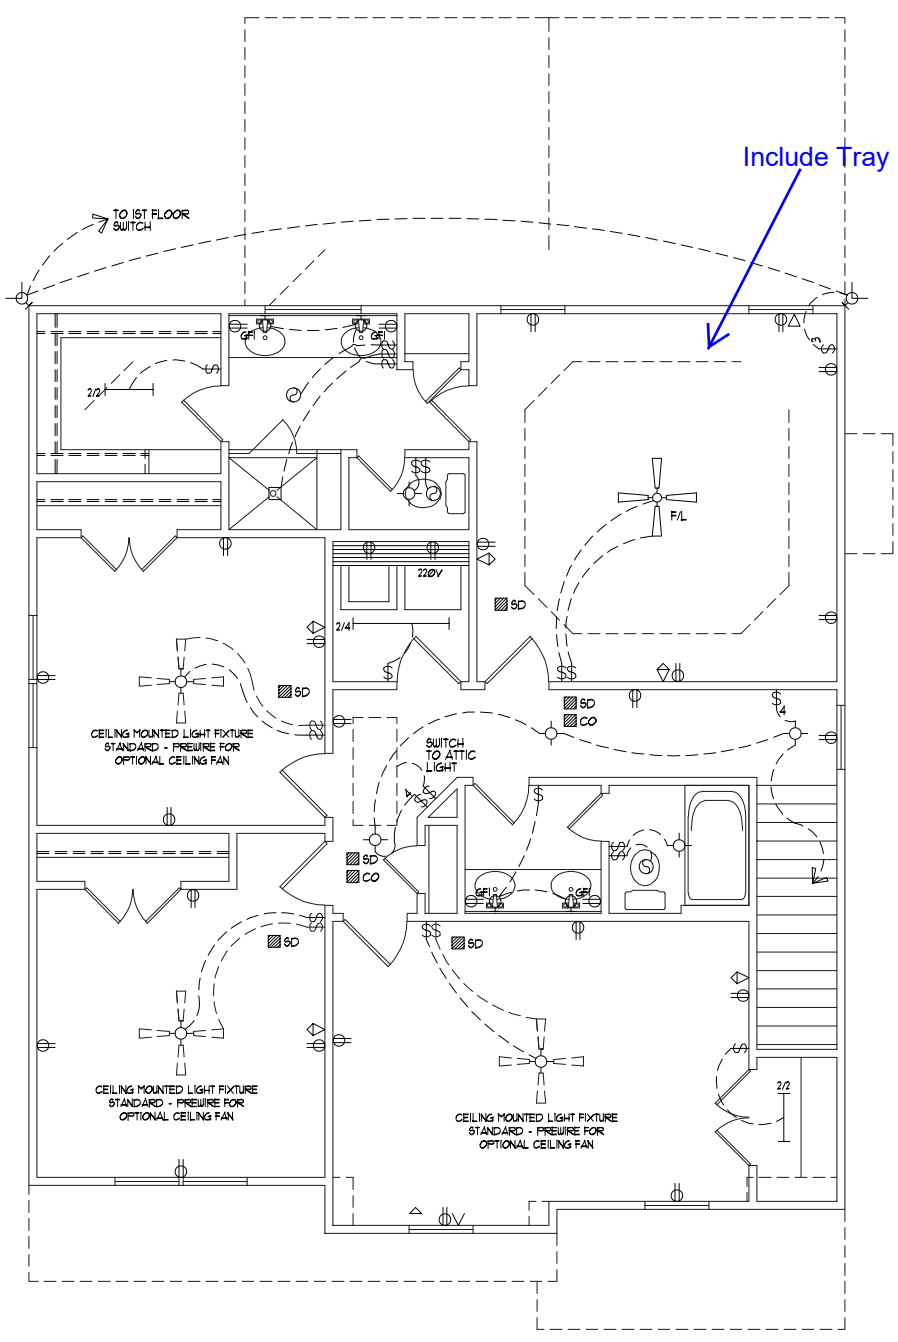 Include Tray
TO 1ST FLOOR
SWITCH
GFI
GFI
3
2/2
F/L
220V
SD
2/4
SD
SD
CO
4
CEILING MOUNTED LIGHT FIXTURE
STANDARD - PREWIRE FOR
OPTIONAL CEILING FAN
SWITCH
TO ATTIC
LIGHT
4
SD
CO
GFI
GFI
SD
SD
2/2
CEILING MOUNTED LIGHT FIXTURE
STANDARD - PREWIRE FOR
OPTIONAL CEILING FAN
CEILING MOUNTED LIGHT FIXTURE
STANDARD - PREWIRE FOR
OPTIONAL CEILING FAN